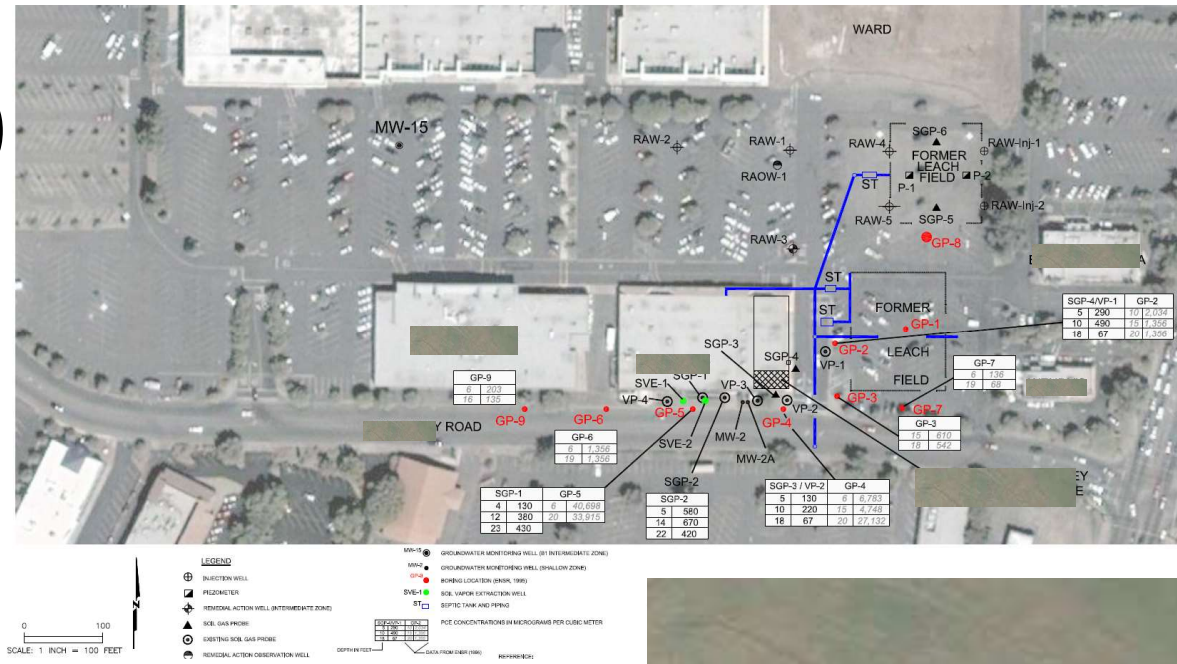 WARD
MW-15
RAW-2
RAW-1
RAOW-1
RAW-3
RAW-4
SGP-6
RAW-Inj-1
FORMER
LEACH
FIELD
P-1
P-2
ST
RAW-5
SGP-5
RAW-Inj-2
GP-8
A
ST
ST
FORMER
LEACH
FIELD
GP-1
GP-2
VP-1
SGP-3
SGP-4
GP-3
GP-7
SGP-4/VP-1 GP-2
5 290 10 2,034
10 490 15 1,356
18 67 20 1,356
GP-7
6 136
19 68
GP-3
15 610
18 542
GP-9
6 203
16 135
SVE-1
SGP-1
VP-3
VP-4
GP-5
VP-2
GP-4
GP-9
GP-6
Y ROAD
SVE-2
MW-2
MW-2A
SGP-2
GP-6
6 1,356
19 1,356
SGP-1 GP-5
4 130 6 40,698
12 380 20 33,915
23 430
SGP-2
5 580
14 670
22 420
SGP-3 / VP-2 GP-4
5 130 6 6,783
10 220 15 4,748
18 67 20 27,132
EY
E
LEGEND
INJECTION WELL
PIEZOMETER
REMEDIAL ACTION WELL (INTERMEDIATE ZONE)
SOIL GAS PROBE
EXISTING SOIL GAS PROBE
REMEDIAL ACTION OBSERVATION WELL
MW-15 GROUNDWATER MONITORING WELL (B1 INTERMEDIATE ZONE)
MW-2 GROUNDWATER MONITORING WELL (SHALLOW ZONE)
BORING LOCATION (ENSR, 1995)
SVE-1 SOIL VAPOR EXTRACTION WELL
ST SEPTIC TANK AND PIPING
PCE CONCENTRATIONS IN MICROGRAMS PER CUBIC METER
DEPTH IN FEET
DATA FROM ENSR (1994)
REFERENCE:
N
0 100
SCALE: 1 INCH = 100 FEET